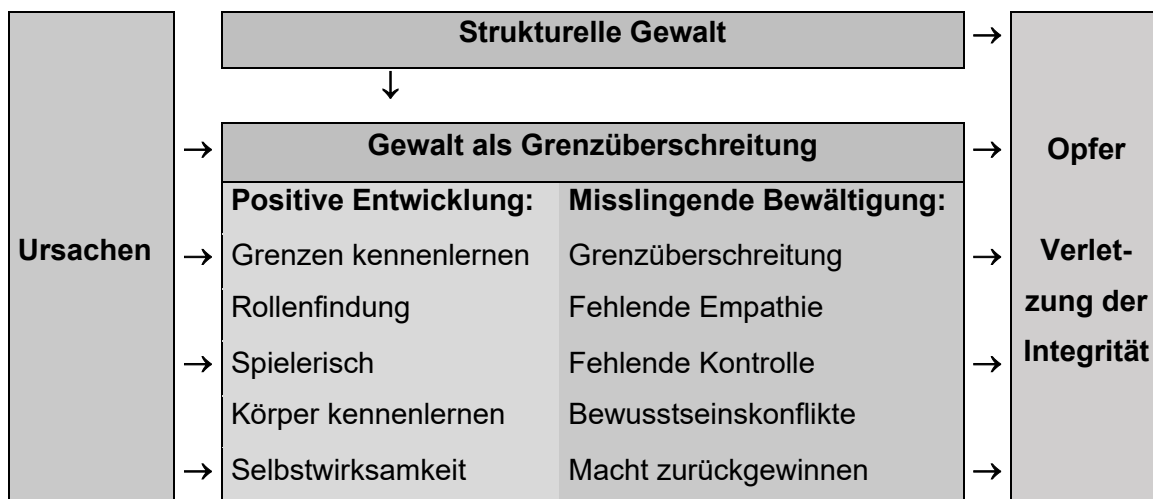 Strukturelle Gewalt →
↓
→ Gewalt als Grenzüberschreitung → Opfer
Positive Entwicklung: Misslingende Bewältigung:
Ursachen → Grenzen kennenlernen Grenzüberschreitung → Verlet-
Rollenfindung Fehlende Empathie zung der
→ Spielerisch Fehlende Kontrolle → Integrität
Körper kennenlernen Bewusstseinskonflikte
→ Selbstwirksamkeit Macht zurückgewinnen →